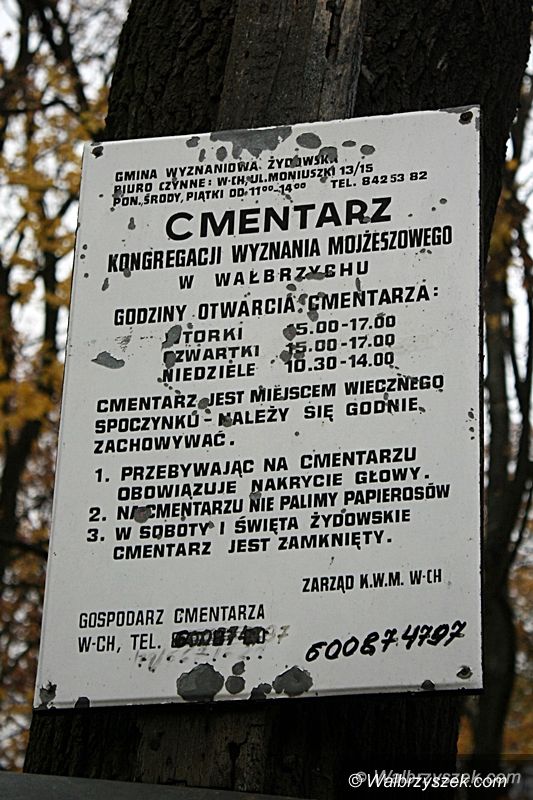 GMINA WYZNANIOWA ŻYDOWSKA
BIURO CZYNNE: W-CH, UL. MONIUSZKI 13/15
PON., ŚRODY, PIĄTKI OD 11⁰⁰-14⁰⁰ TEL. 842 53 82
CMENTARZ
KONGREGACJI WYZNANIA MOJŻESZOWEGO
W WAŁBRZYCHU
GODZINY OTWARCIA CMENTARZA:
WTORKI 15.00-17.00
CZWARTKI 15.00-17.00
NIEDZIELE 10.30-14.00
CMENTARZ JEST MIEJSCEM WIECZNEGO
SPOCZYNKU - NALEŻY SIĘ GODNIE
ZACHOWYWAĆ.
1. PRZEBYWAJĄC NA CMENTARZU
OBOWIĄZUJE NAKRYCIE GŁOWY.
2. NA CMENTARZU NIE PALIMY PAPIEROSÓW
3. W SOBOTY I ŚWIĘTA ŻYDOWSKIE
CMENTARZ JEST ZAMKNIĘTY.
ZARZĄD K.W.M. W-CH
GOSPODARZ CMENTARZA
W-CH, TEL. 600874797
© Walbrzyszek.com